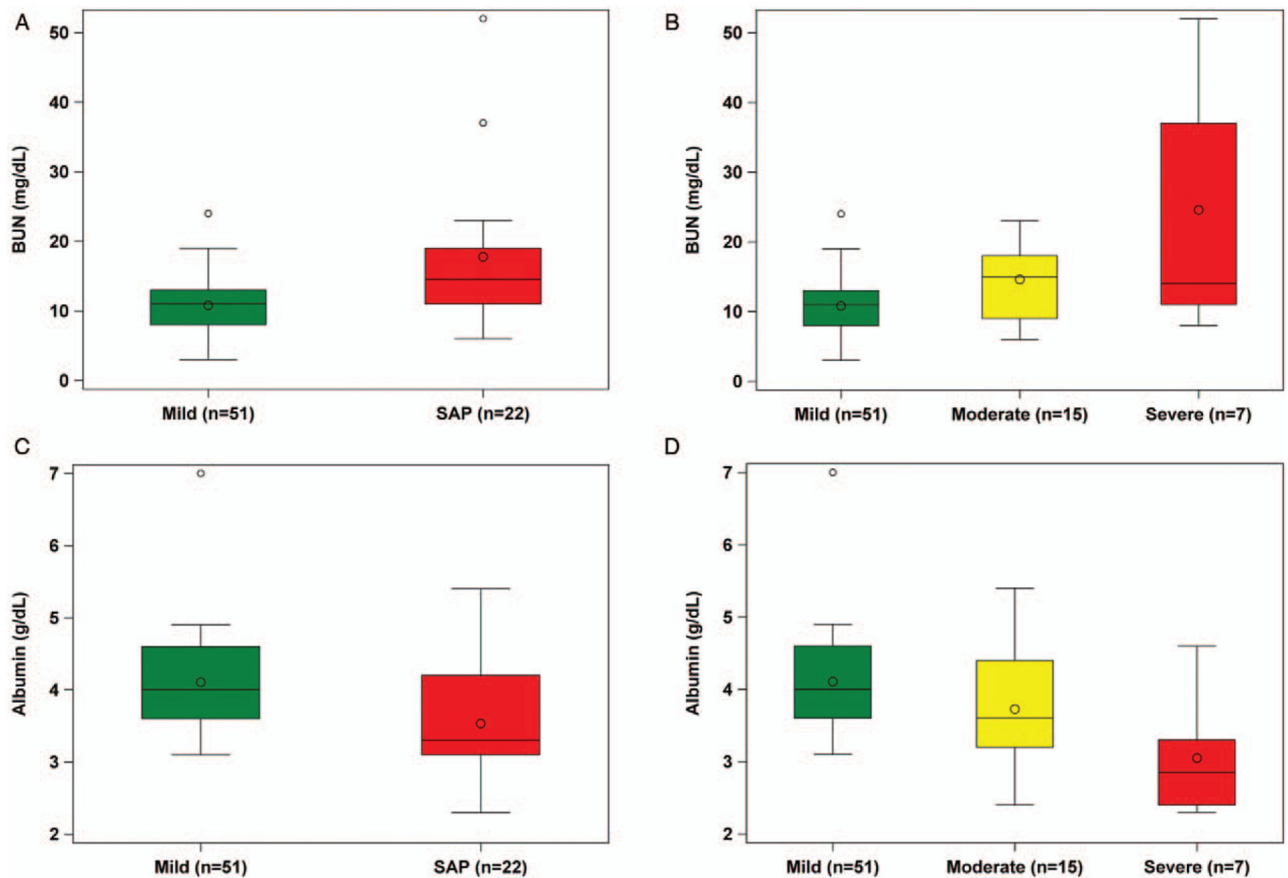 A
BUN (mg/dL)
50
40
30
20
10
0
Mild (n=51)
SAP (n=22)
B
BUN (mg/dL)
50
40
30
20
10
0
Mild (n=51)
Moderate (n=15)
Severe (n=7)
C
Albumin (g/dL)
7
6
5
4
3
2
Mild (n=51)
SAP (n=22)
D
Albumin (g/dL)
7
6
5
4
3
2
Mild (n=51)
Moderate (n=15)
Severe (n=7)